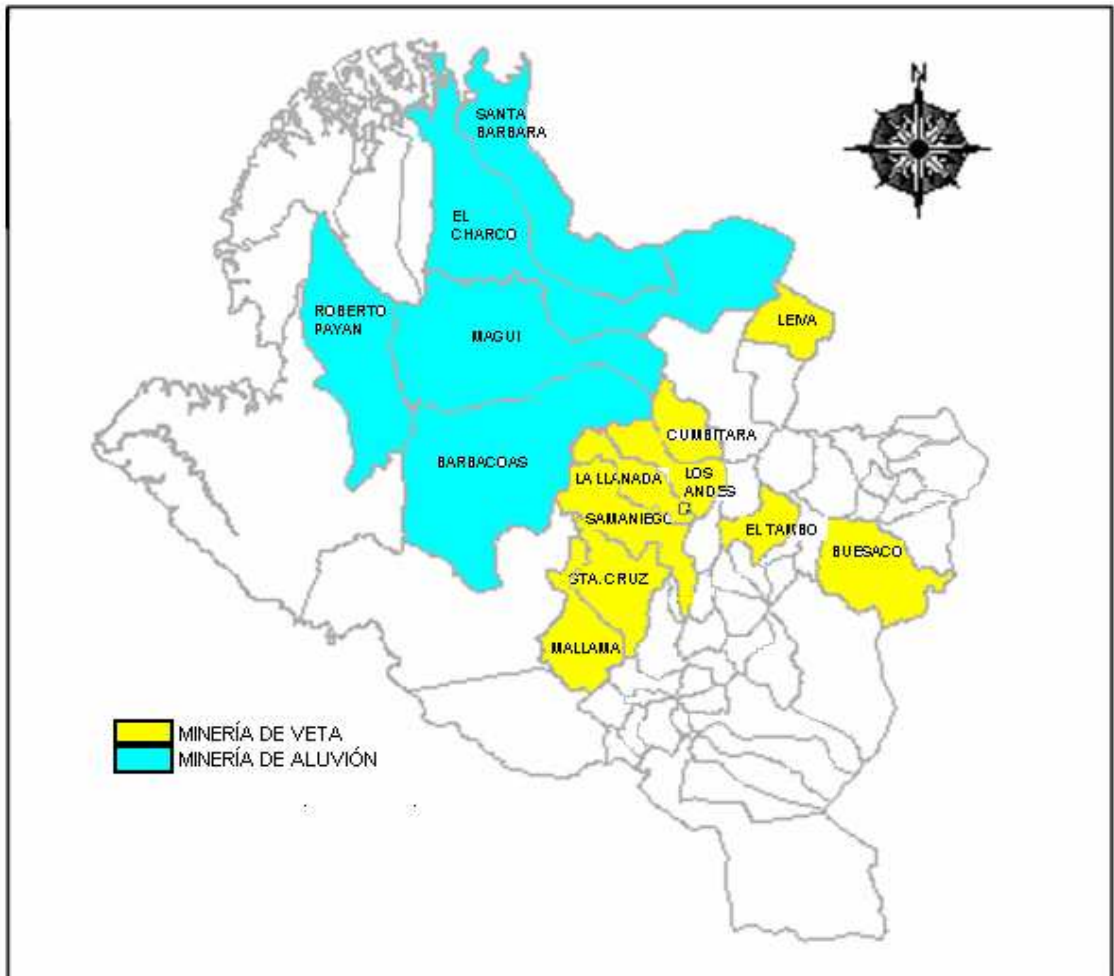 N
SANTA
BARBARA
EL
CHARCO
ROBERTO
PAYAN
MAGUI
LEIVA
CUMBITARA
BARBACOAS
LA LLANADA
LOS
ANDES
SAMANIEGO
EL TAMBO
BUESACO
STA. CRUZ
MALLAMA
MINERÍA DE VETA
MINERÍA DE ALUVIÓN